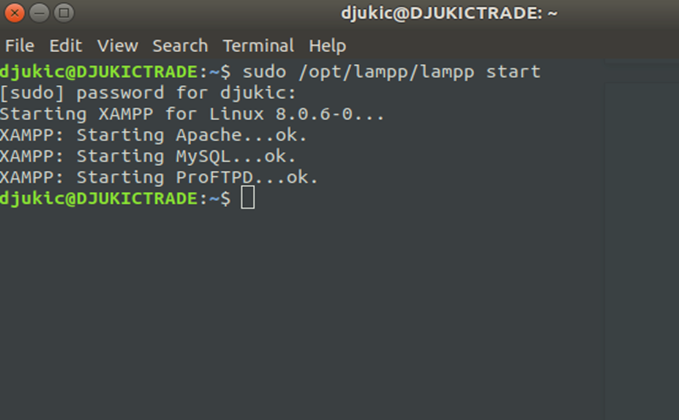 djukic@DJUKICTRADE: ~
File Edit View Search Terminal Help
djukic@DJUKICTRADE:~$ sudo /opt/lampp/lampp start
[sudo] password for djukic:
Starting XAMPP for Linux 8.0.6-0...
XAMPP: Starting Apache...ok.
XAMPP: Starting MySQL...ok.
XAMPP: Starting ProFTPD...ok.
djukic@DJUKICTRADE:~$